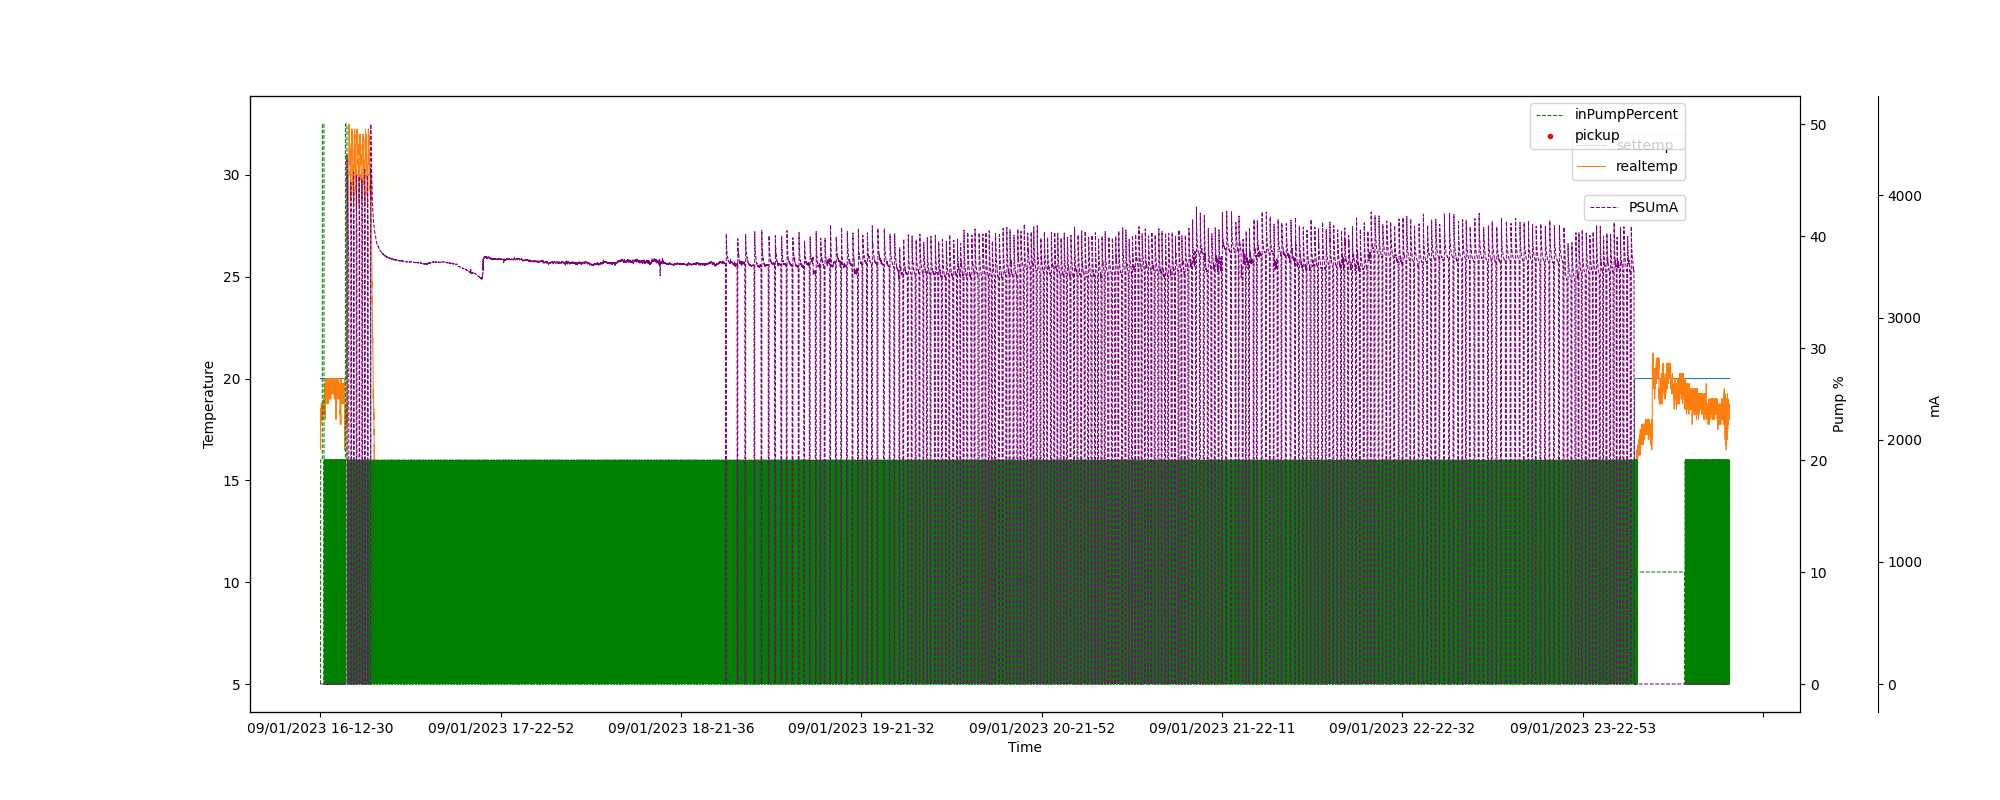 inPumpPercent
pickup
settemp
realtemp
PSUmA
30
25
20
15
10
5
Temperature
50
40
30
20
10
0
Pump %
4000
3000
2000
1000
0
mA
09/01/2023 16-12-30
09/01/2023 17-22-52
09/01/2023 18-21-36
09/01/2023 19-21-32
09/01/2023 20-21-52
09/01/2023 21-22-11
09/01/2023 22-22-32
09/01/2023 23-22-53
Time